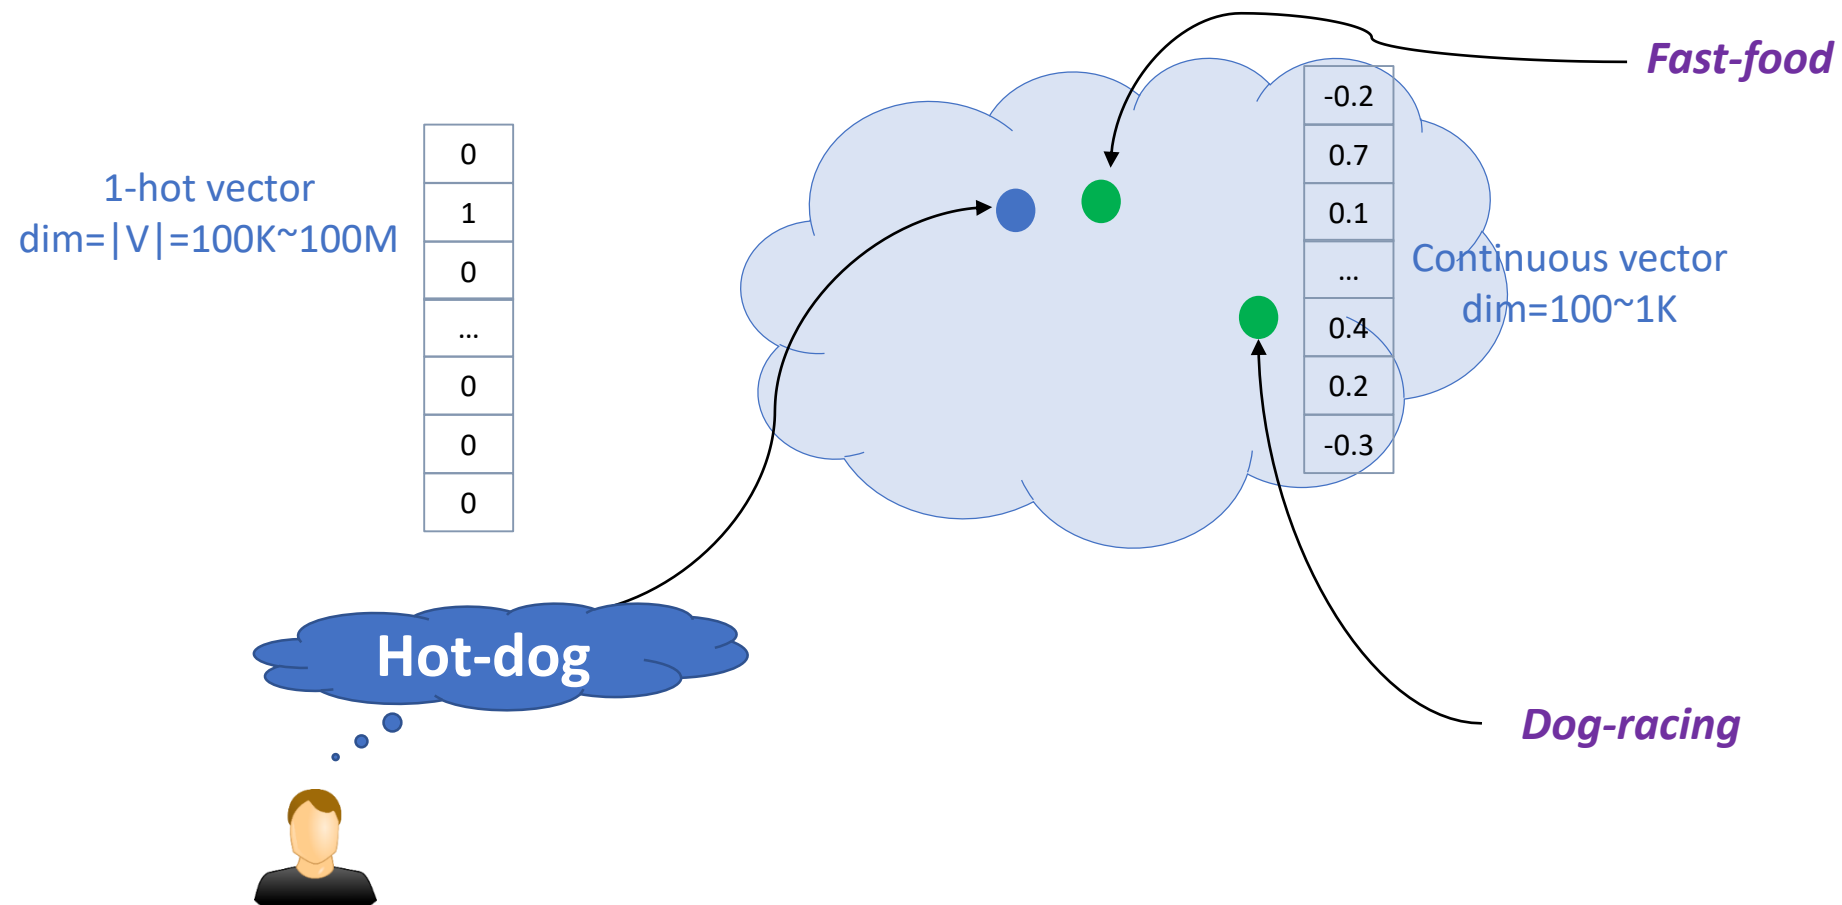 1-hot vector
dim=|V|=100K~100M
0
1
0
...
0
0
0
Hot-dog
Fast-food
-0.2
0.7
0.1
...
0.4
0.2
-0.3
Continuous vector
dim=100~1K
Dog-racing